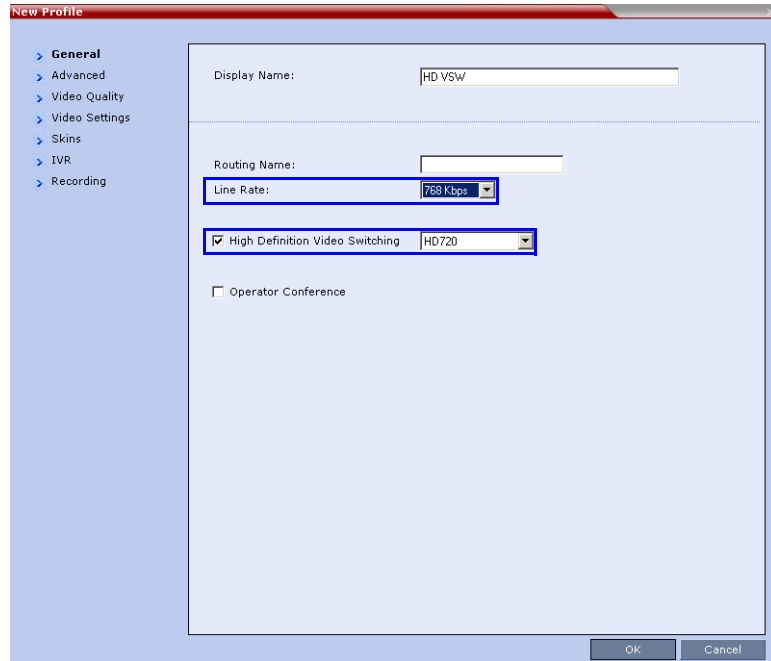 New Profile
General
Advanced
Video Quality
Video Settings
Skins
IVR
Recording
Display Name: HD VSW
Routing Name:
Line Rate: 768 Kbps
High Definition Video Switching HD720
Operator Conference
OK Cancel